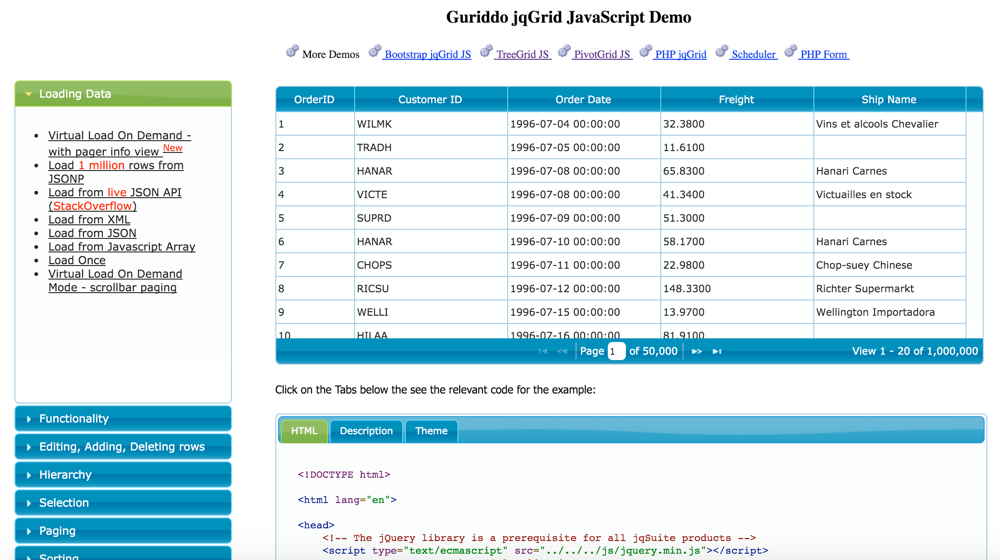 Guriddo jqGrid JavaScript Demo
More Demos Bootstrap jqGrid JS TreeGrid JS PivotGrid JS PHP jqGrid Scheduler PHP Form
Loading Data
Virtual Load On Demand -
with pager info view New
Load 1 million rows from
JSONP
Load from live JSON API
(StackOverflow)
Load from XML
Load from JSON
Load from Javascript Array
Load Once
Virtual Load On Demand
Mode - scrollbar paging
Functionality
Editing, Adding, Deleting rows
Hierarchy
Selection
Paging
Sorting
OrderID Customer ID Order Date Freight Ship Name
1 WILMK 1996-07-04 00:00:00 32.3800 Vins et alcools Chevalier
2 TRADH 1996-07-05 00:00:00 11.6100
3 HANAR 1996-07-08 00:00:00 65.8300 Hanari Carnes
4 VICTE 1996-07-08 00:00:00 41.3400 Victuailles en stock
5 SUPRD 1996-07-09 00:00:00 51.3000
6 HANAR 1996-07-10 00:00:00 58.1700 Hanari Carnes
7 CHOPS 1996-07-11 00:00:00 22.9800 Chop-suey Chinese
8 RICSU 1996-07-12 00:00:00 148.3300 Richter Supermarkt
9 WELLI 1996-07-15 00:00:00 13.9700 Wellington Importadora
10 HILAA 1996-07-16 00:00:00 81.9100
Page 1 of 50,000 View 1 - 20 of 1,000,000
Click on the Tabs below the see the relevant code for the example:
HTML Description Theme
<!DOCTYPE html>
<html lang="en">
<head>
<!-- The jQuery library is a prerequisite for all jqSuite products -->
<script type="text/ecmascript" src="../../../js/jquery.min.js"></script>